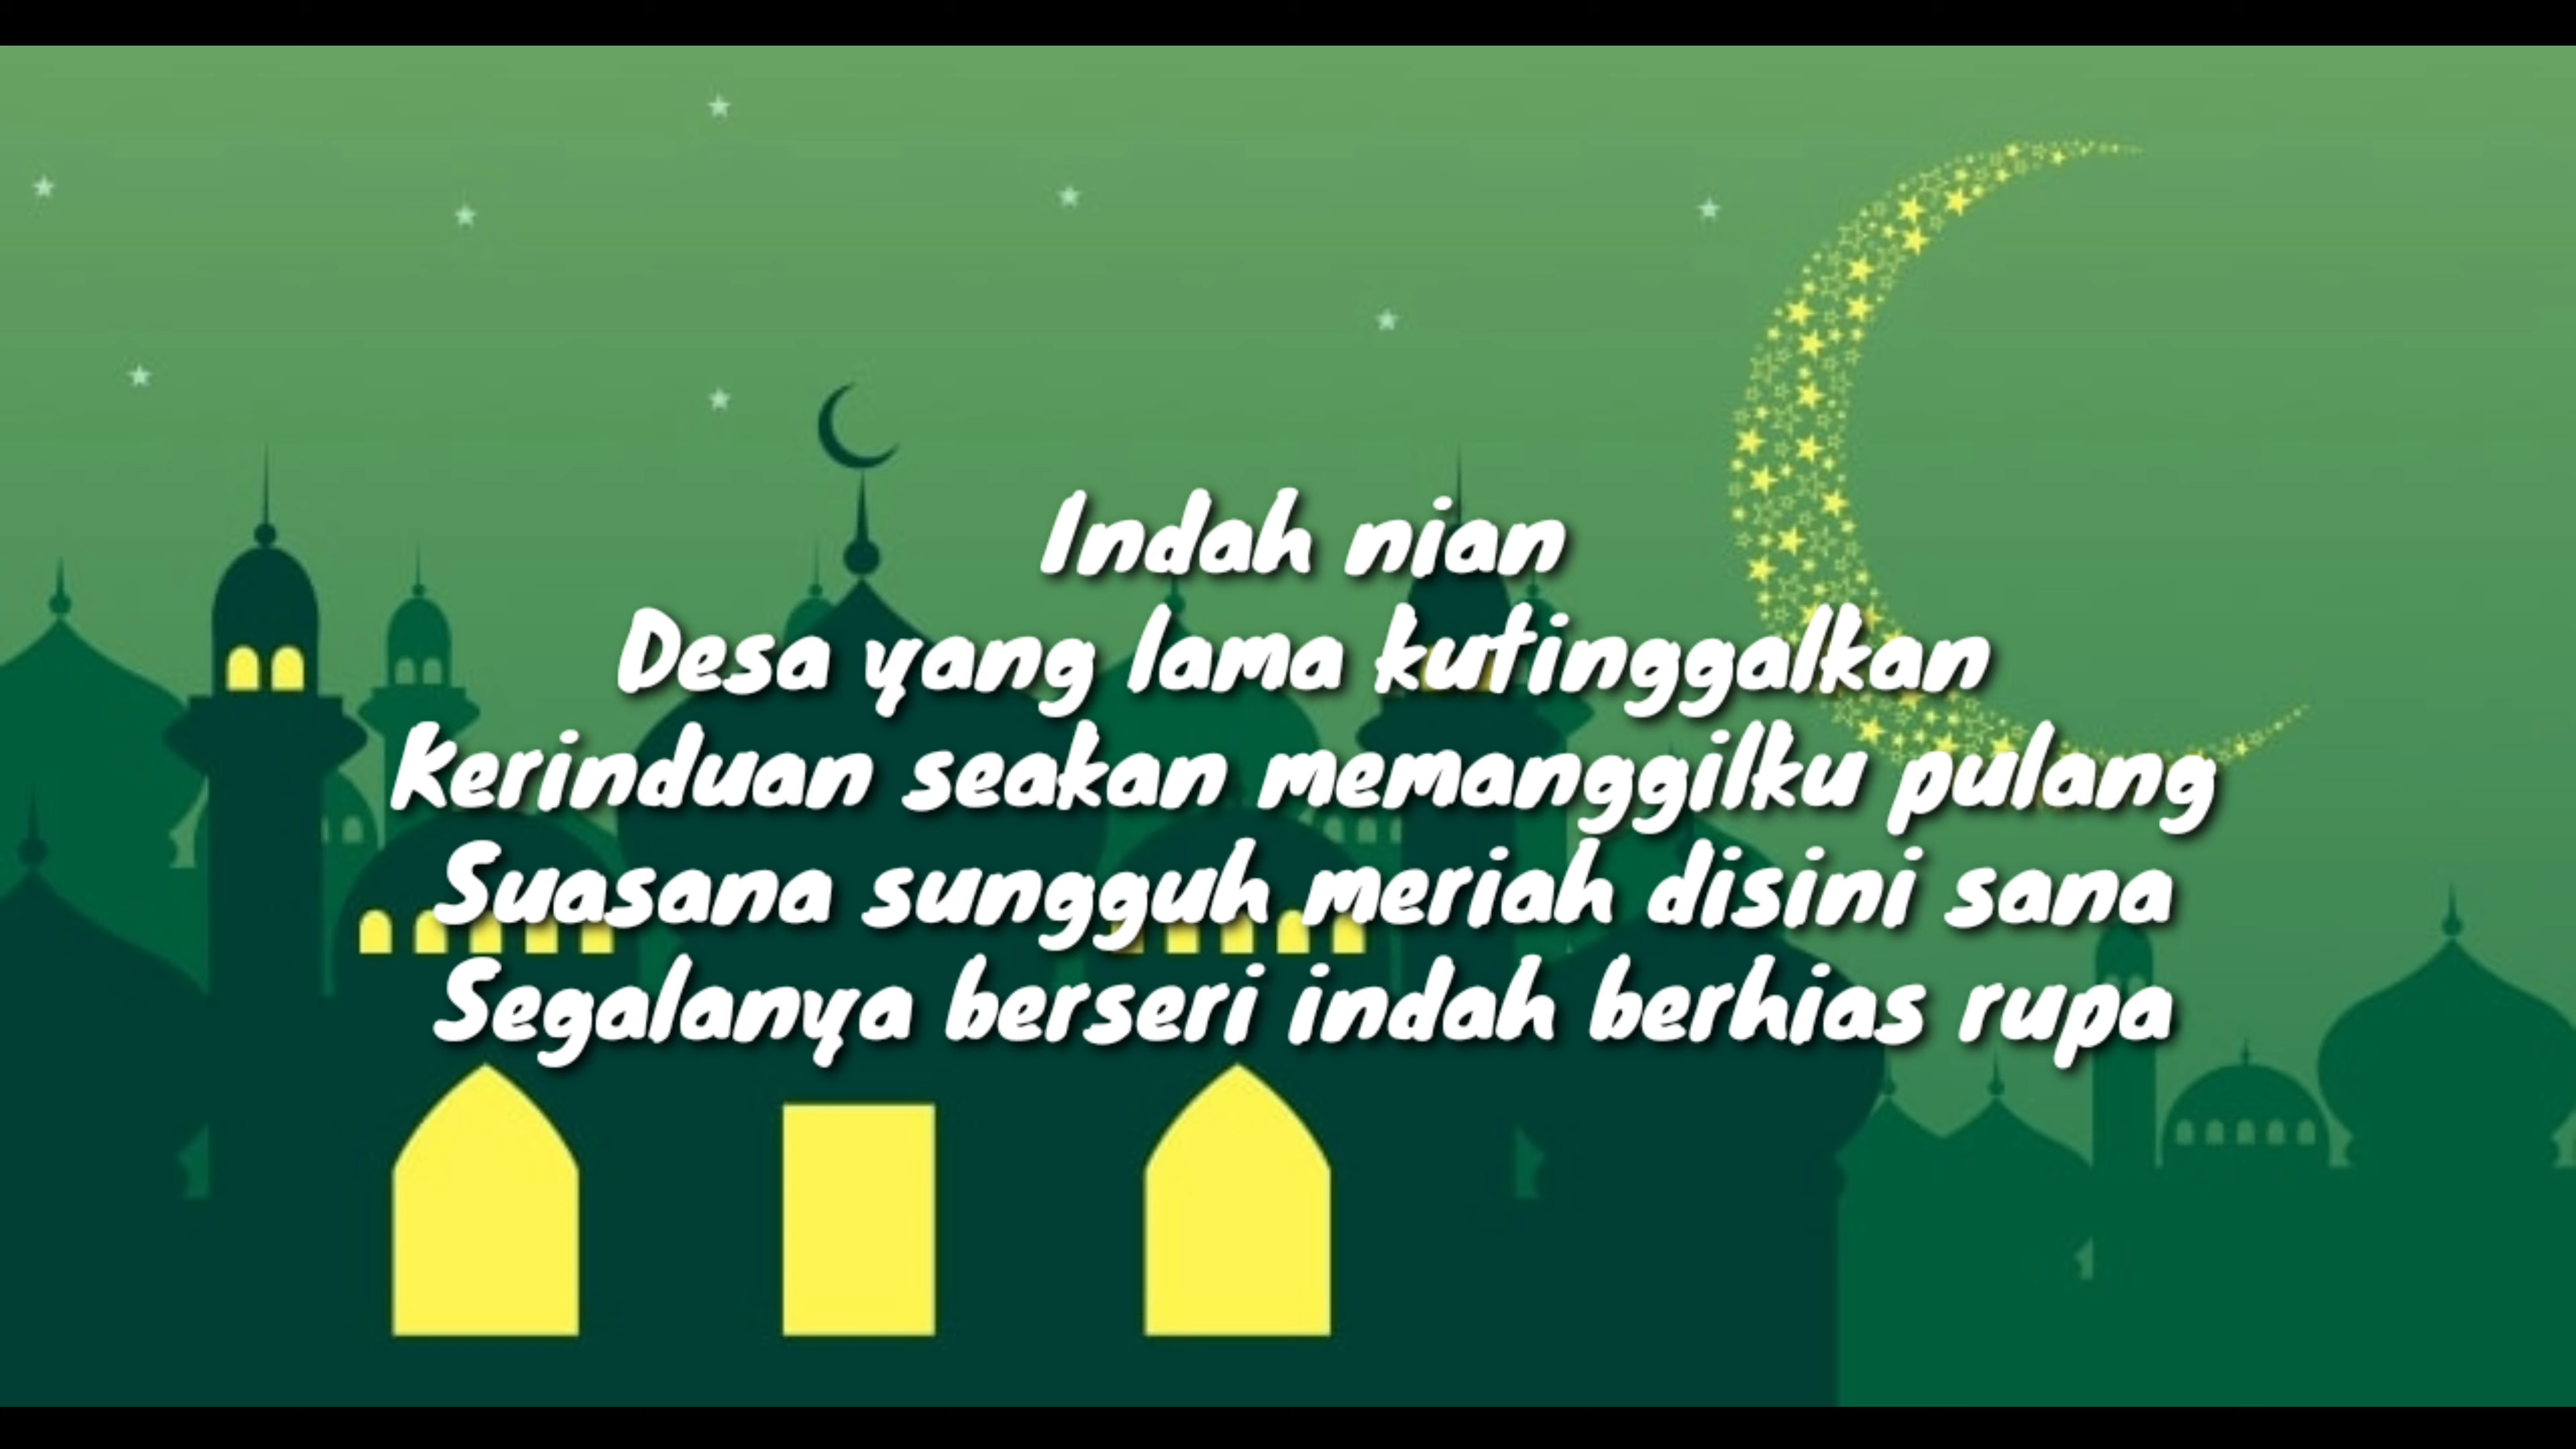 Indah nian
Desa yang lama kutinggalkan
Kerinduan seakan memanggilku pulang
Suasana sungguh meriah disini sana
Segalanya berseri indah berhias rupa